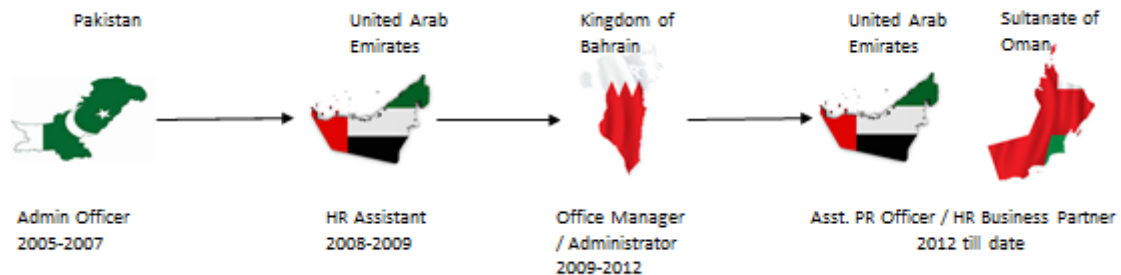 Pakistan
United Arab
Emirates
Kingdom of
Bahrain
United Arab
Emirates
Sultanate of
Oman
Admin Officer
2005-2007
HR Assistant
2008-2009
Office Manager
/ Administrator
2009-2012
Asst. PR Officer / HR Business Partner
2012 till date